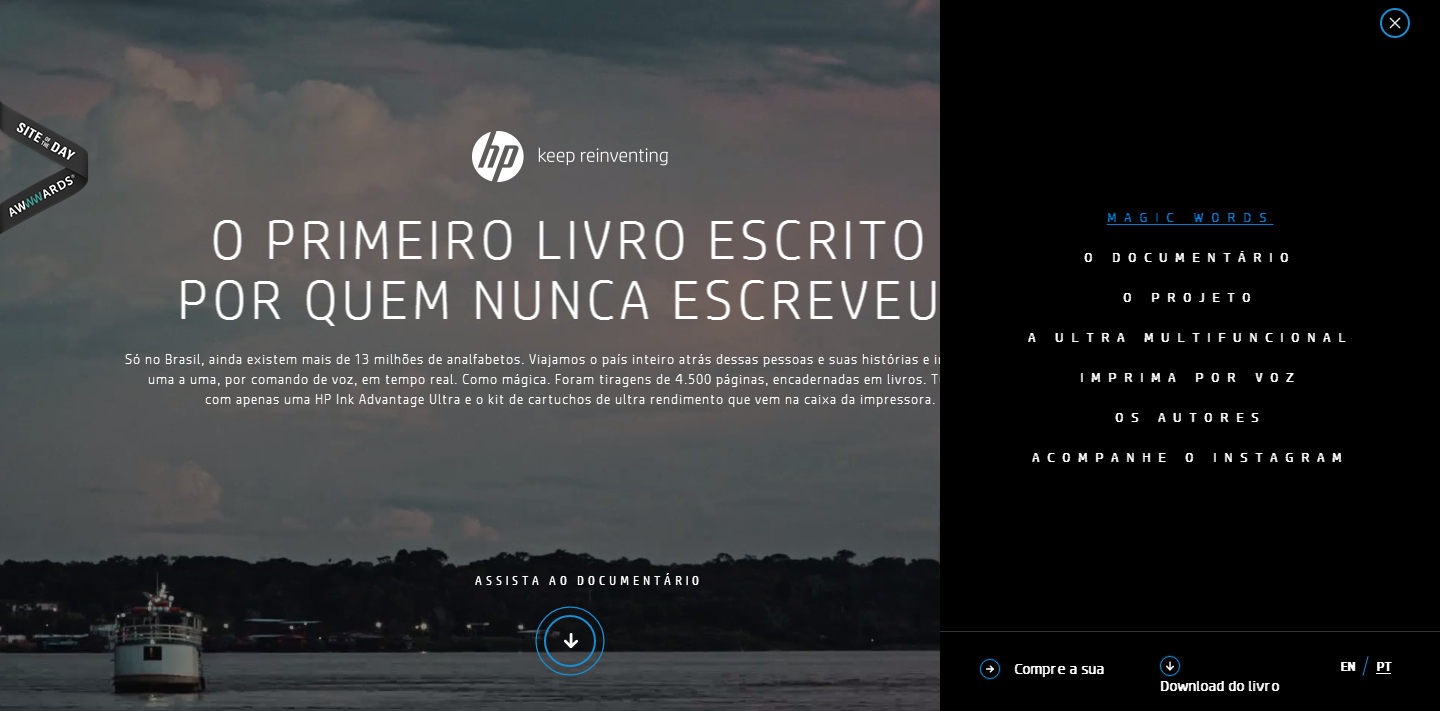 SITE OF THE DAY
AWWWARDS
hp keep reinventing
O PRIMEIRO LIVRO ESCRITO
POR QUEM NUNCA ESCREVEU
Só no Brasil, ainda existem mais de 13 milhões de analfabetos. Viajamos o país inteiro atrás dessas pessoas e suas histórias e
uma a uma, por comando de voz, em tempo real. Como mágica. Foram tiragens de 4.500 páginas, encadernadas em livros.
com apenas uma HP Ink Advantage Ultra e o kit de cartuchos de ultra rendimento que vem na caixa da impressora.
ASSISTA AO DOCUMENTÁRIO
MAGIC WORDS
O DOCUMENTÁRIO
O PROJETO
A ULTRA MULTIFUNCIONAL
IMPRIMA POR VOZ
OS AUTORES
ACOMPANHE O INSTAGRAM
Compre a sua
Download do livro
EN / PT